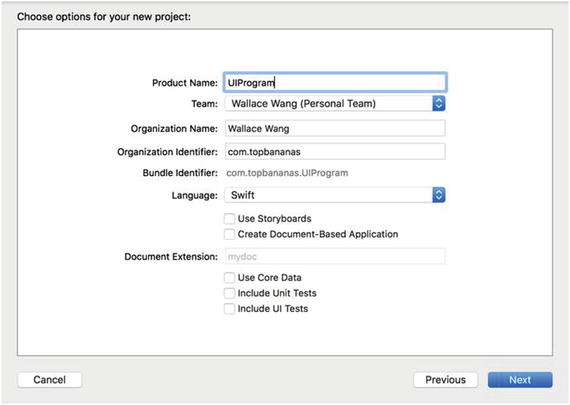 Choose options for your new project:
Product Name: UIProgram
Team: Wallace Wang (Personal Team)
Organization Name: Wallace Wang
Organization Identifier: com.topbananas
Bundle Identifier: com.topbananas.UIProgram
Language: Swift
Use Storyboards
Create Document-Based Application
Document Extension: mydoc
Use Core Data
Include Unit Tests
Include UI Tests
Cancel Previous Next